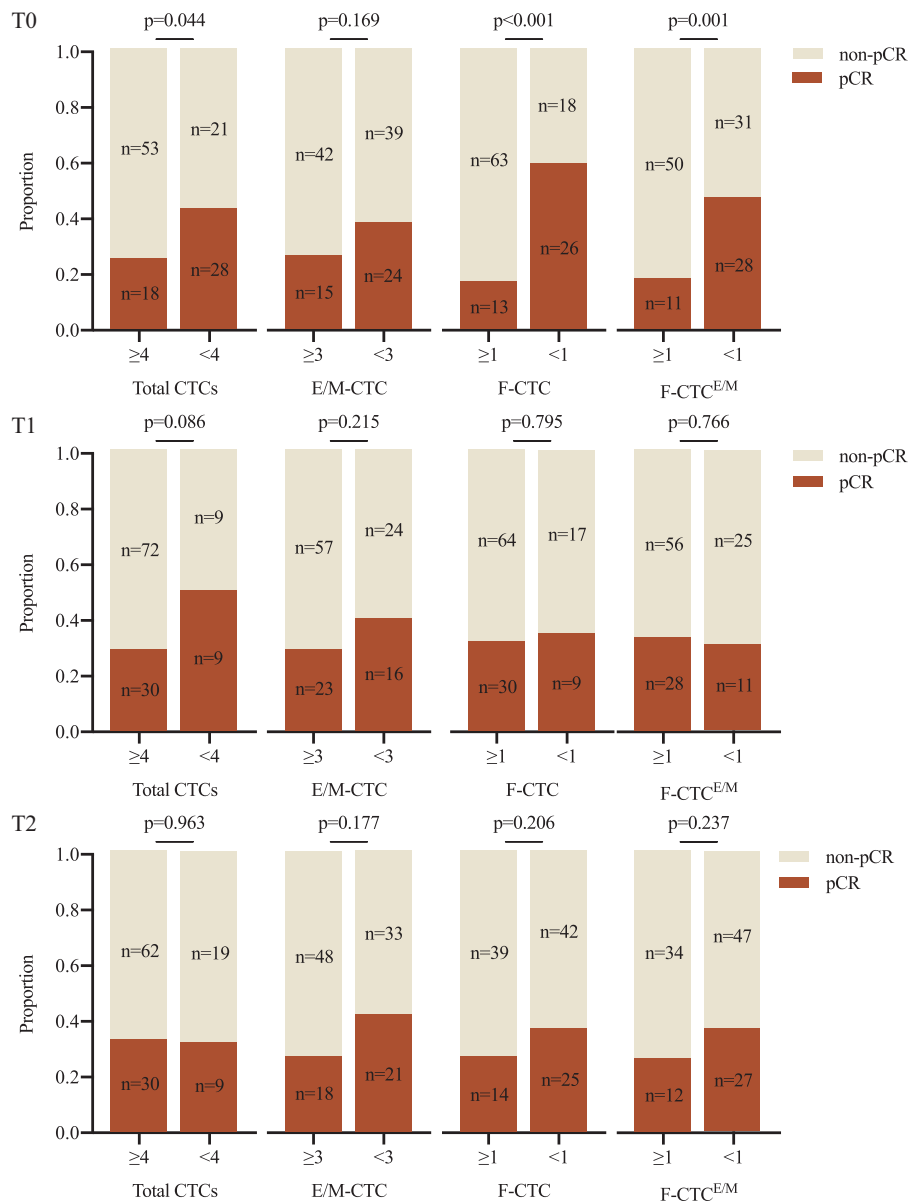 T0
p=0.044 p=0.169 p<0.001 p=0.001
non-pCR
pCR
Proportion
1.0
0.8
0.6
0.4
0.2
0.0
n=53 n=21 n=42 n=39 n=63 n=18 n=50 n=31
n=18 n=28 n=15 n=24 n=13 n=26 n=11 n=28
≥4 <4 ≥3 <3 ≥1 <1 ≥1 <1
Total CTCs E/M-CTC F-CTC F-CTC^E/M
T1
p=0.086 p=0.215 p=0.795 p=0.766
non-pCR
pCR
Proportion
1.0
0.8
0.6
0.4
0.2
0.0
n=72 n=9 n=57 n=24 n=64 n=17 n=56 n=25
n=30 n=9 n=23 n=16 n=30 n=9 n=28 n=11
≥4 <4 ≥3 <3 ≥1 <1 ≥1 <1
Total CTCs E/M-CTC F-CTC F-CTC^E/M
T2
p=0.963 p=0.177 p=0.206 p=0.237
non-pCR
pCR
Proportion
1.0
0.8
0.6
0.4
0.2
0.0
n=62 n=19 n=48 n=33 n=39 n=42 n=34 n=47
n=30 n=9 n=18 n=21 n=14 n=25 n=12 n=27
≥4 <4 ≥3 <3 ≥1 <1 ≥1 <1
Total CTCs E/M-CTC F-CTC F-CTC^E/M